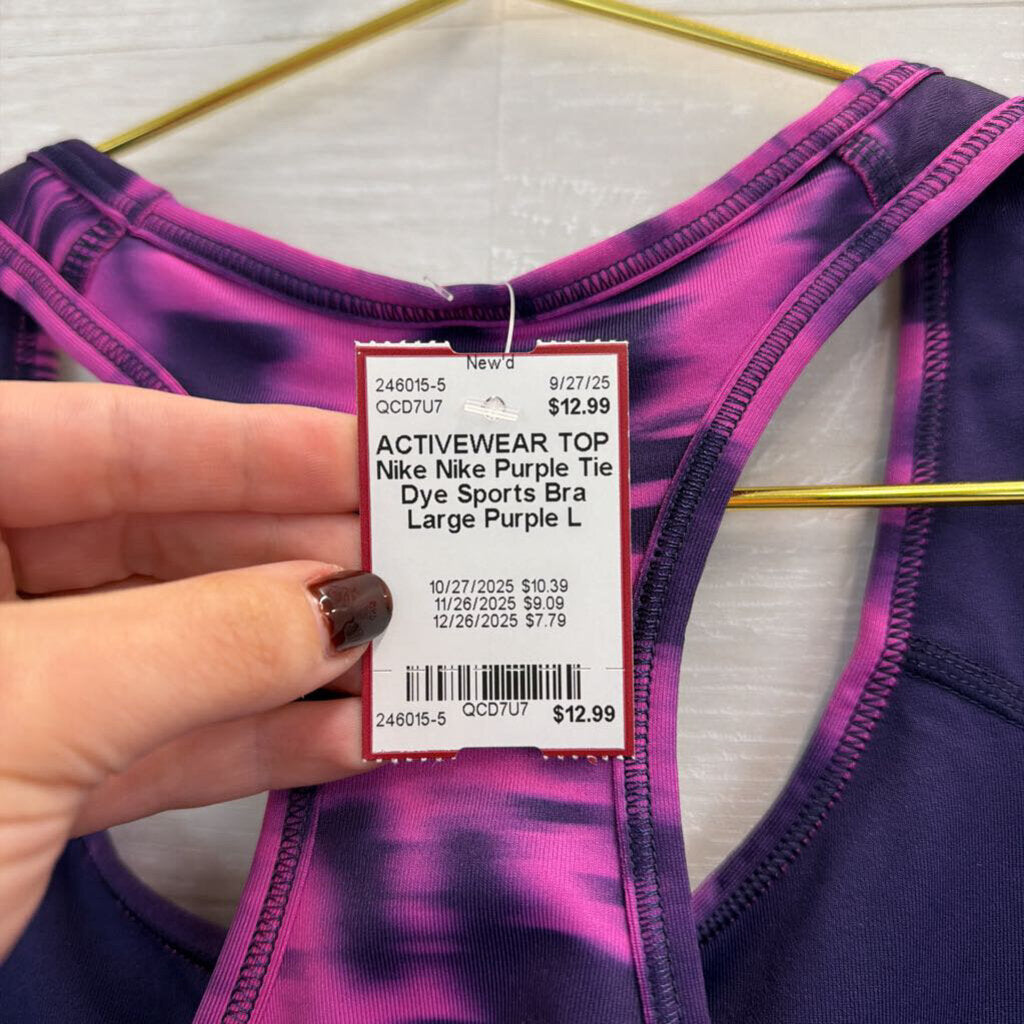 New'd
246015-5 9/27/25
QCD7U7 $12.99
ACTIVEWEAR TOP
Nike Nike Purple Tie
Dye Sports Bra
Large Purple L
10/27/2025 $10.39
11/26/2025 $9.09
12/26/2025 $7.79
246015-5 QCD7U7 $12.99